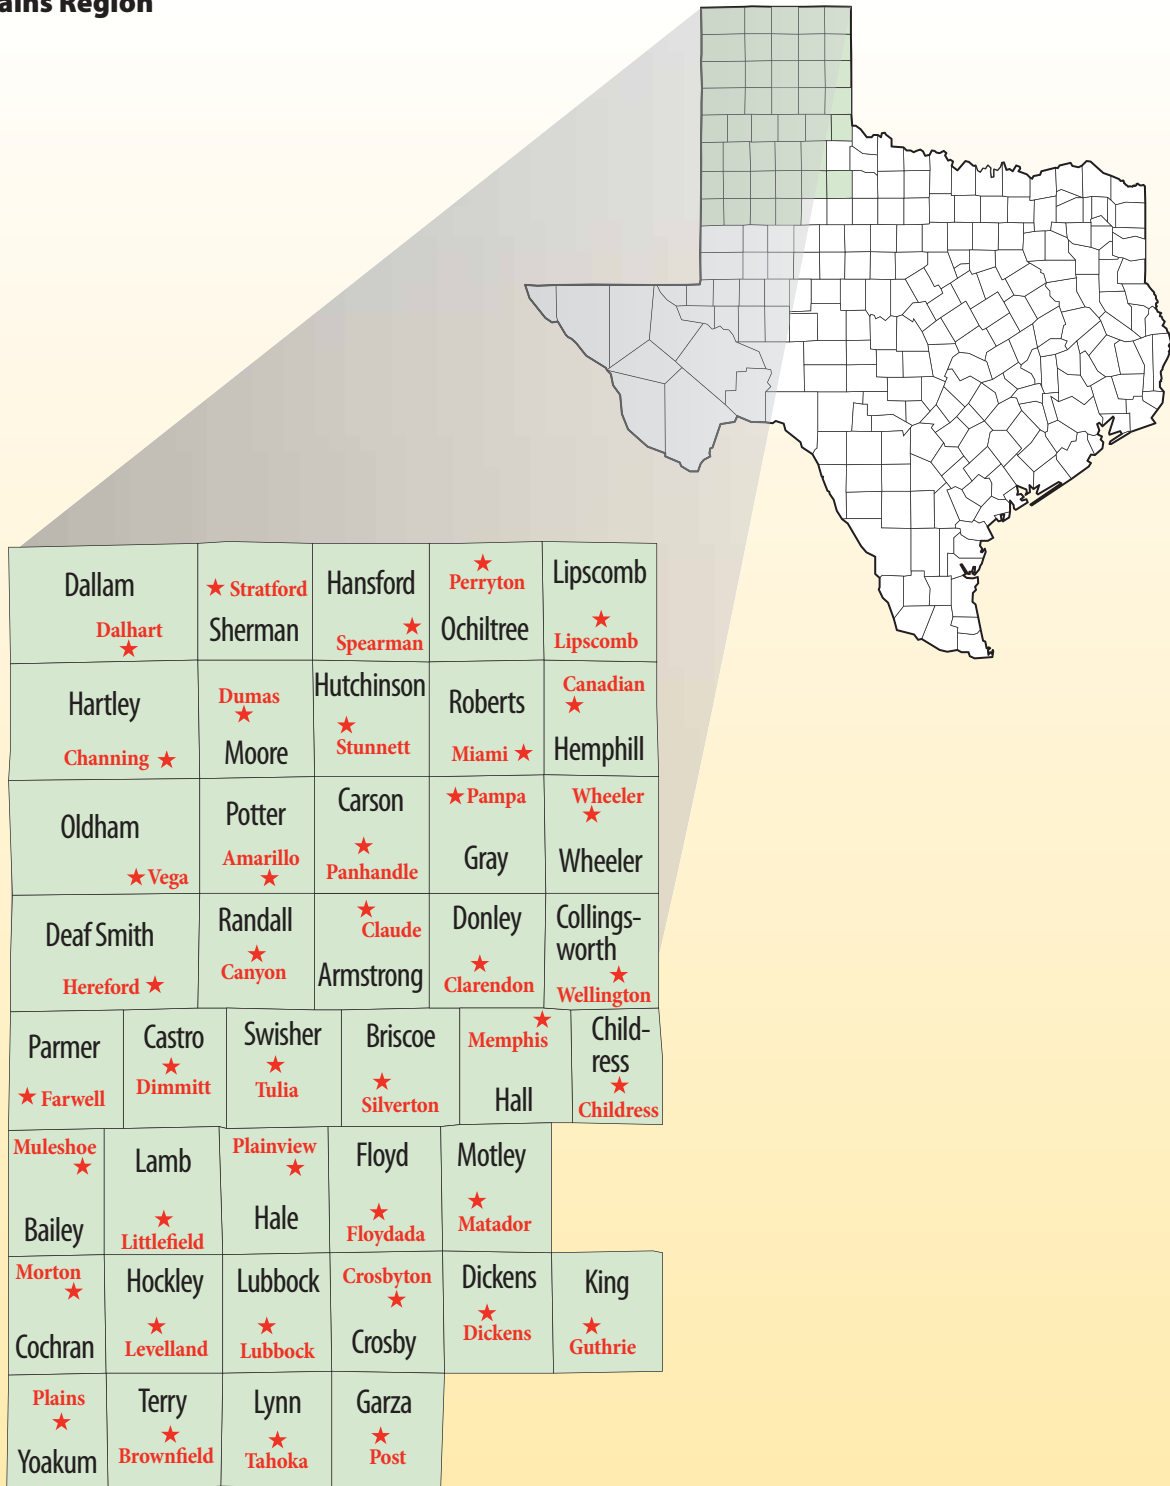 ains Region
Dallam
Dalhart
Stratford
Sherman
Hansford
Spearman
Perryton
Ochiltree
Lipscomb
Lipscomb
Hartley
Channing
Dumas
Moore
Hutchinson
Stunnett
Roberts
Miami
Canadian
Hemphill
Oldham
Vega
Potter
Amarillo
Carson
Panhandle
Pampa
Gray
Wheeler
Wheeler
Deaf Smith
Hereford
Randall
Canyon
Claude
Armstrong
Donley
Clarendon
Collings-
worth
Wellington
Parmer
Farwell
Castro
Dimmitt
Swisher
Tulia
Briscoe
Silverton
Memphis
Hall
Child-
ress
Childress
Muleshoe
Bailey
Lamb
Littlefield
Plainview
Hale
Floyd
Floydada
Motley
Matador
Morton
Cochran
Hockley
Levelland
Lubbock
Lubbock
Crosbyton
Crosby
Dickens
Dickens
King
Guthrie
Plains
Yoakum
Terry
Brownfield
Lynn
Tahoka
Garza
Post